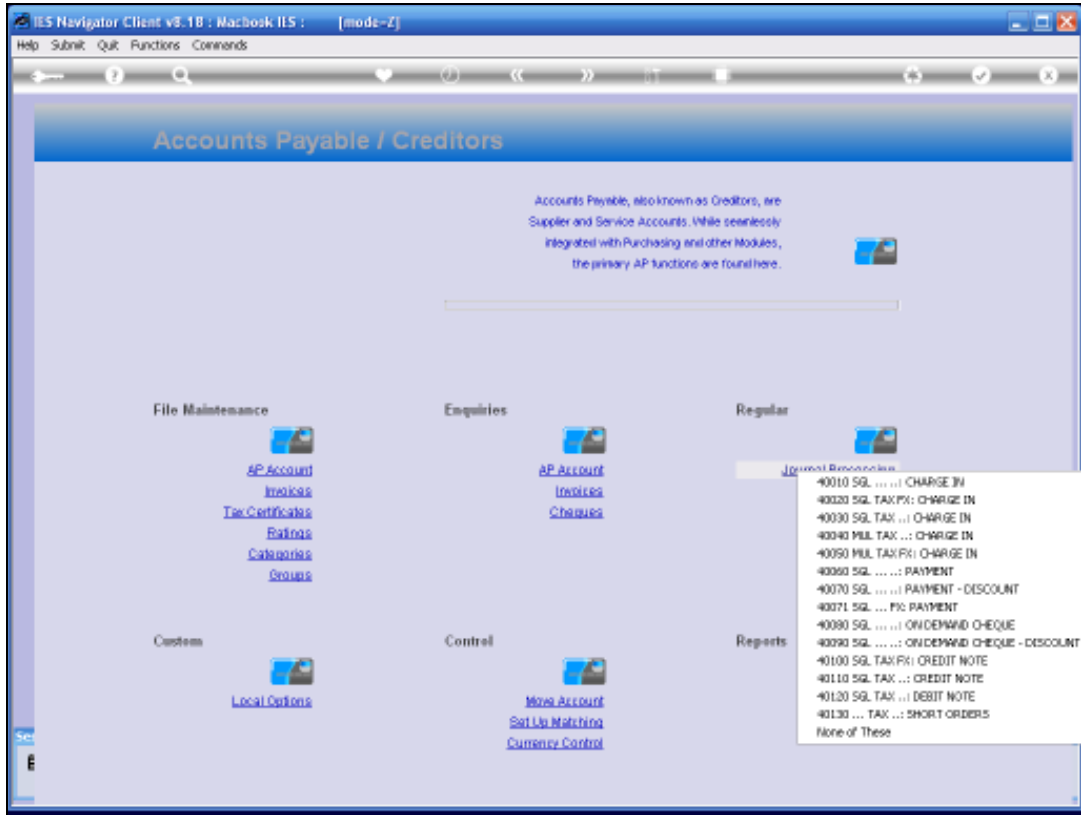 IES Navigator Client v8.18 : Macbook IES : [mode-Z]
Help Submit Quit Functions Commands
Accounts Payable / Creditors
Accounts Payable, also known as Creditors, are
Supplier and Service Accounts. While seamlessly
integrated with Purchasing and other Modules,
the primary AP functions are found here.
File Maintenance
AP Account
Invoices
Tax Certificates
Ratings
Categories
Groups
Enquiries
AP Account
Invoices
Cheques
Regular
Journal Processing
40010 SGL ... ..: CHARGE IN
40020 SGL TAX FX: CHARGE IN
40030 SGL TAX ..: CHARGE IN
40040 MUL TAX ..: CHARGE IN
40050 MUL TAX FX: CHARGE IN
40060 SGL ... ..: PAYMENT
40070 SGL ... ..: PAYMENT - DISCOUNT
40071 SGL ... FX: PAYMENT
40080 SGL ... ..: ON DEMAND CHEQUE
40090 SGL ... ..: ON DEMAND CHEQUE - DISCOUNT
40100 SGL TAX FX: CREDIT NOTE
40110 SGL TAX ..: CREDIT NOTE
40120 SGL TAX ..: DEBIT NOTE
40130 ... TAX ..: SHORT ORDERS
None of These
Custom
Local Options
Control
Move Account
Set Up Matching
Currency Control
Reports